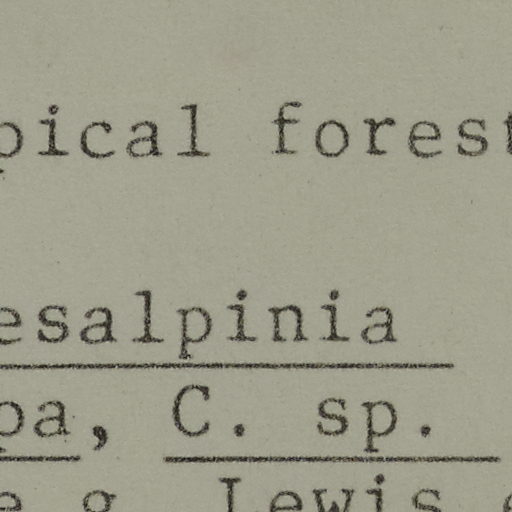 pical forest
esalpinia
pa, C. sp.
e.g. Lewis